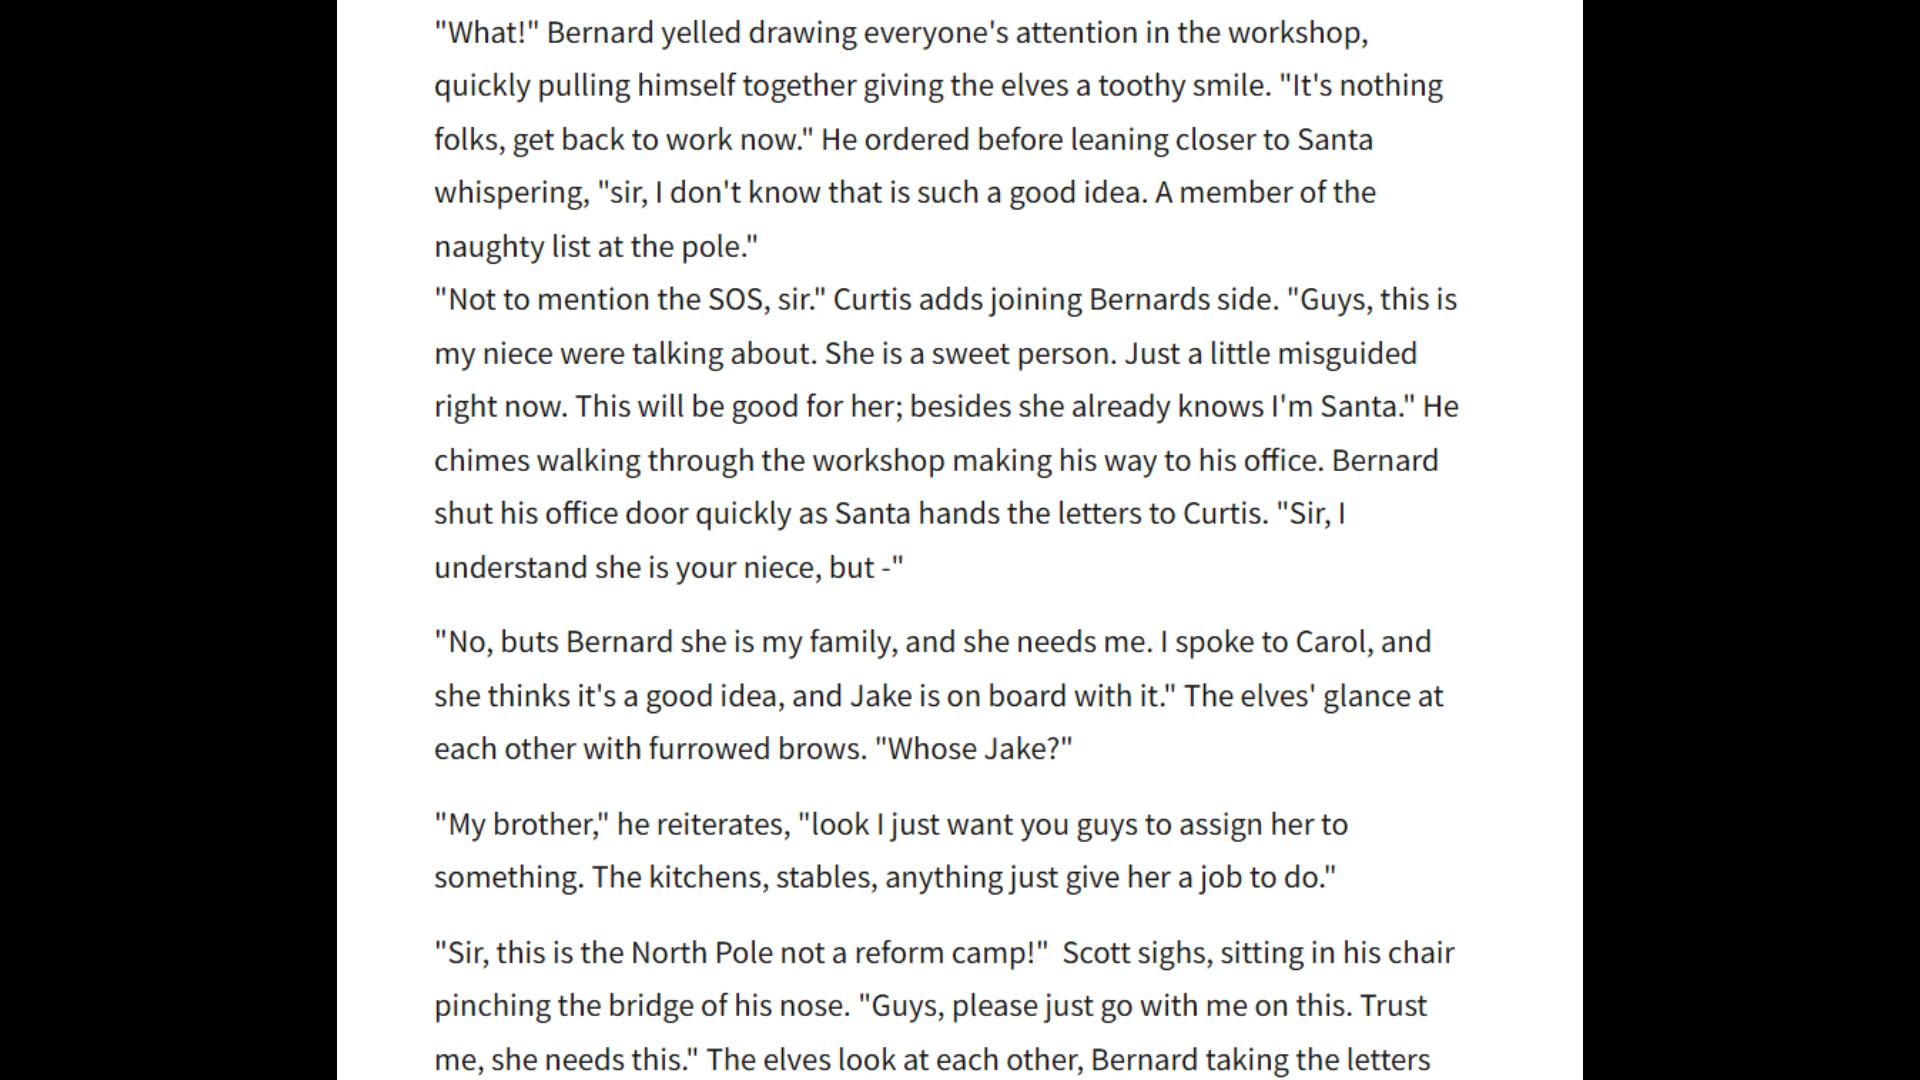 "What!" Bernard yelled drawing everyone's attention in the workshop,
quickly pulling himself together giving the elves a toothy smile. "It's nothing
folks, get back to work now." He ordered before leaning closer to Santa
whispering, "sir, I don't know that is such a good idea. A member of the
naughty list at the pole."
"Not to mention the SOS, sir." Curtis adds joining Bernards side. "Guys, this is
my niece were talking about. She is a sweet person. Just a little misguided
right now. This will be good for her; besides she already knows I'm Santa." He
chimes walking through the workshop making his way to his office. Bernard
shut his office door quickly as Santa hands the letters to Curtis. "Sir, I
understand she is your niece, but -"
"No, buts Bernard she is my family, and she needs me. I spoke to Carol, and
she thinks it's a good idea, and Jake is on board with it." The elves' glance at
each other with furrowed brows. "Whose Jake?"
"My brother," he reiterates, "look I just want you guys to assign her to
something. The kitchens, stables, anything just give her a job to do."
"Sir, this is the North Pole not a reform camp!"  Scott sighs, sitting in his chair
pinching the bridge of his nose. "Guys, please just go with me on this. Trust
me, she needs this." The elves look at each other, Bernard taking the letters